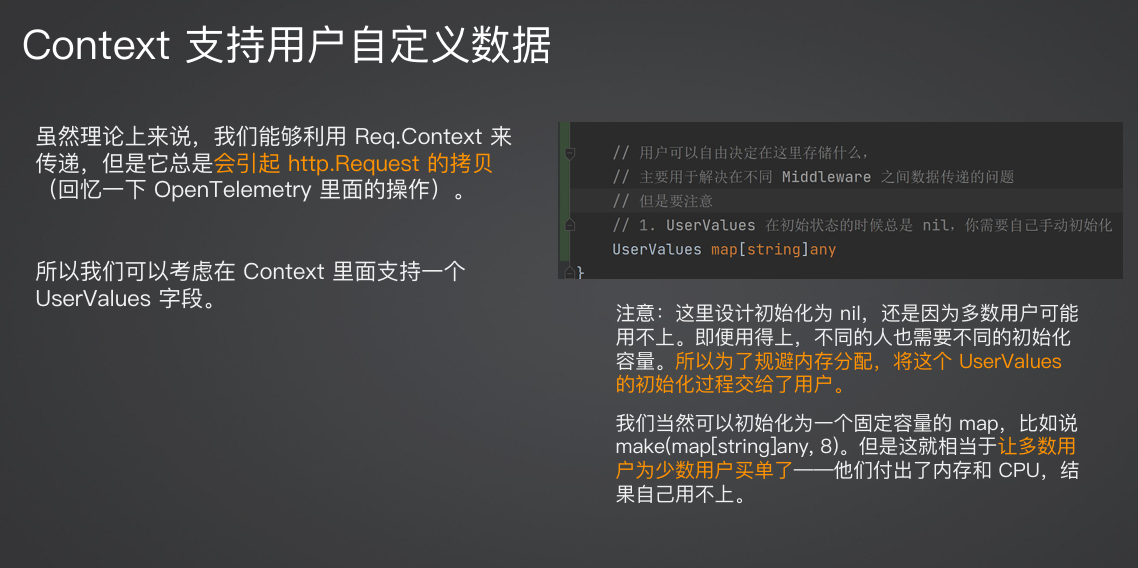 Context 支持用户自定义数据
虽然理论上来说，我们能够利用 Req.Context 来
传递，但是它总是会引起 http.Request 的拷贝
（回忆一下 OpenTelemetry 里面的操作）。
所以我们可以考虑在 Context 里面支持一个
UserValues 字段。
// 用户可以自由决定在这里存储什么，
// 主要用于解决在不同 Middleware 之间数据传递的问题
// 但是要注意
// 1. UserValues 在初始状态的时候总是 nil，你需要自己手动初始化
UserValues map[string]any
}
注意：这里设计初始化为 nil，还是因为多数用户可能
用不上。即便用得上，不同的人也需要不同的初始化
容量。所以为了规避内存分配，将这个 UserValues
的初始化过程交给了用户。
我们当然可以初始化为一个固定容量的 map，比如说
make(map[string]any, 8)。但是这就相当于让多数用
户为少数用户买单了——他们付出了内存和 CPU，结
果自己用不上。